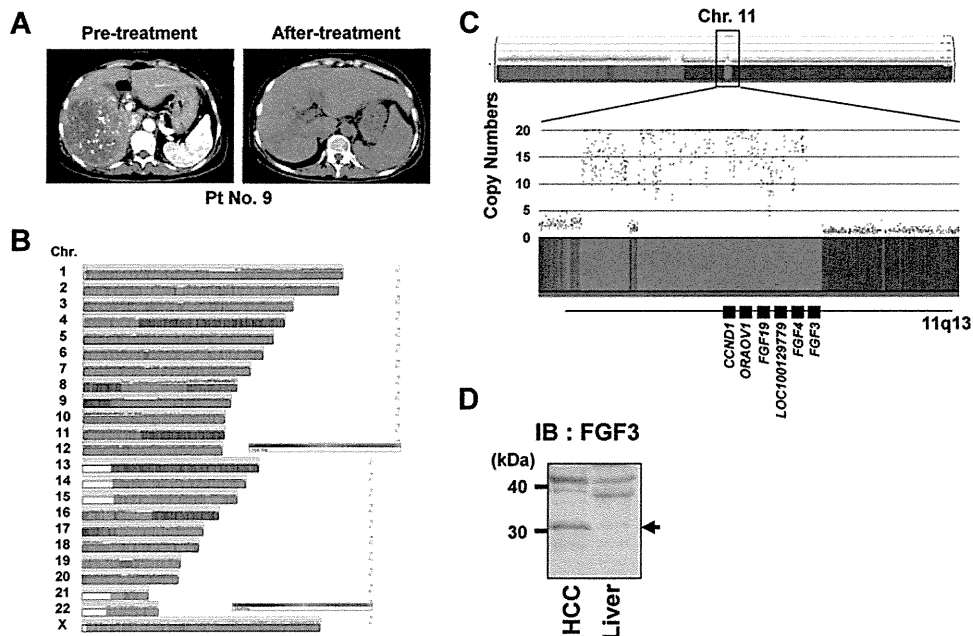 A
Pre-treatment
After-treatment
Pt No. 9
B
Chr.
1
2
3
4
5
6
7
8
9
10
11
12
13
14
15
16
17
18
19
20
21
22
X
C
Chr. 11
Copy Numbers
20
15
10
5
0
11q13
CCND1
ORAOV1
FGF19
LOC100129779
FGF4
FGF3
D
IB : FGF3
(kDa)
40
30
HCC
Liver